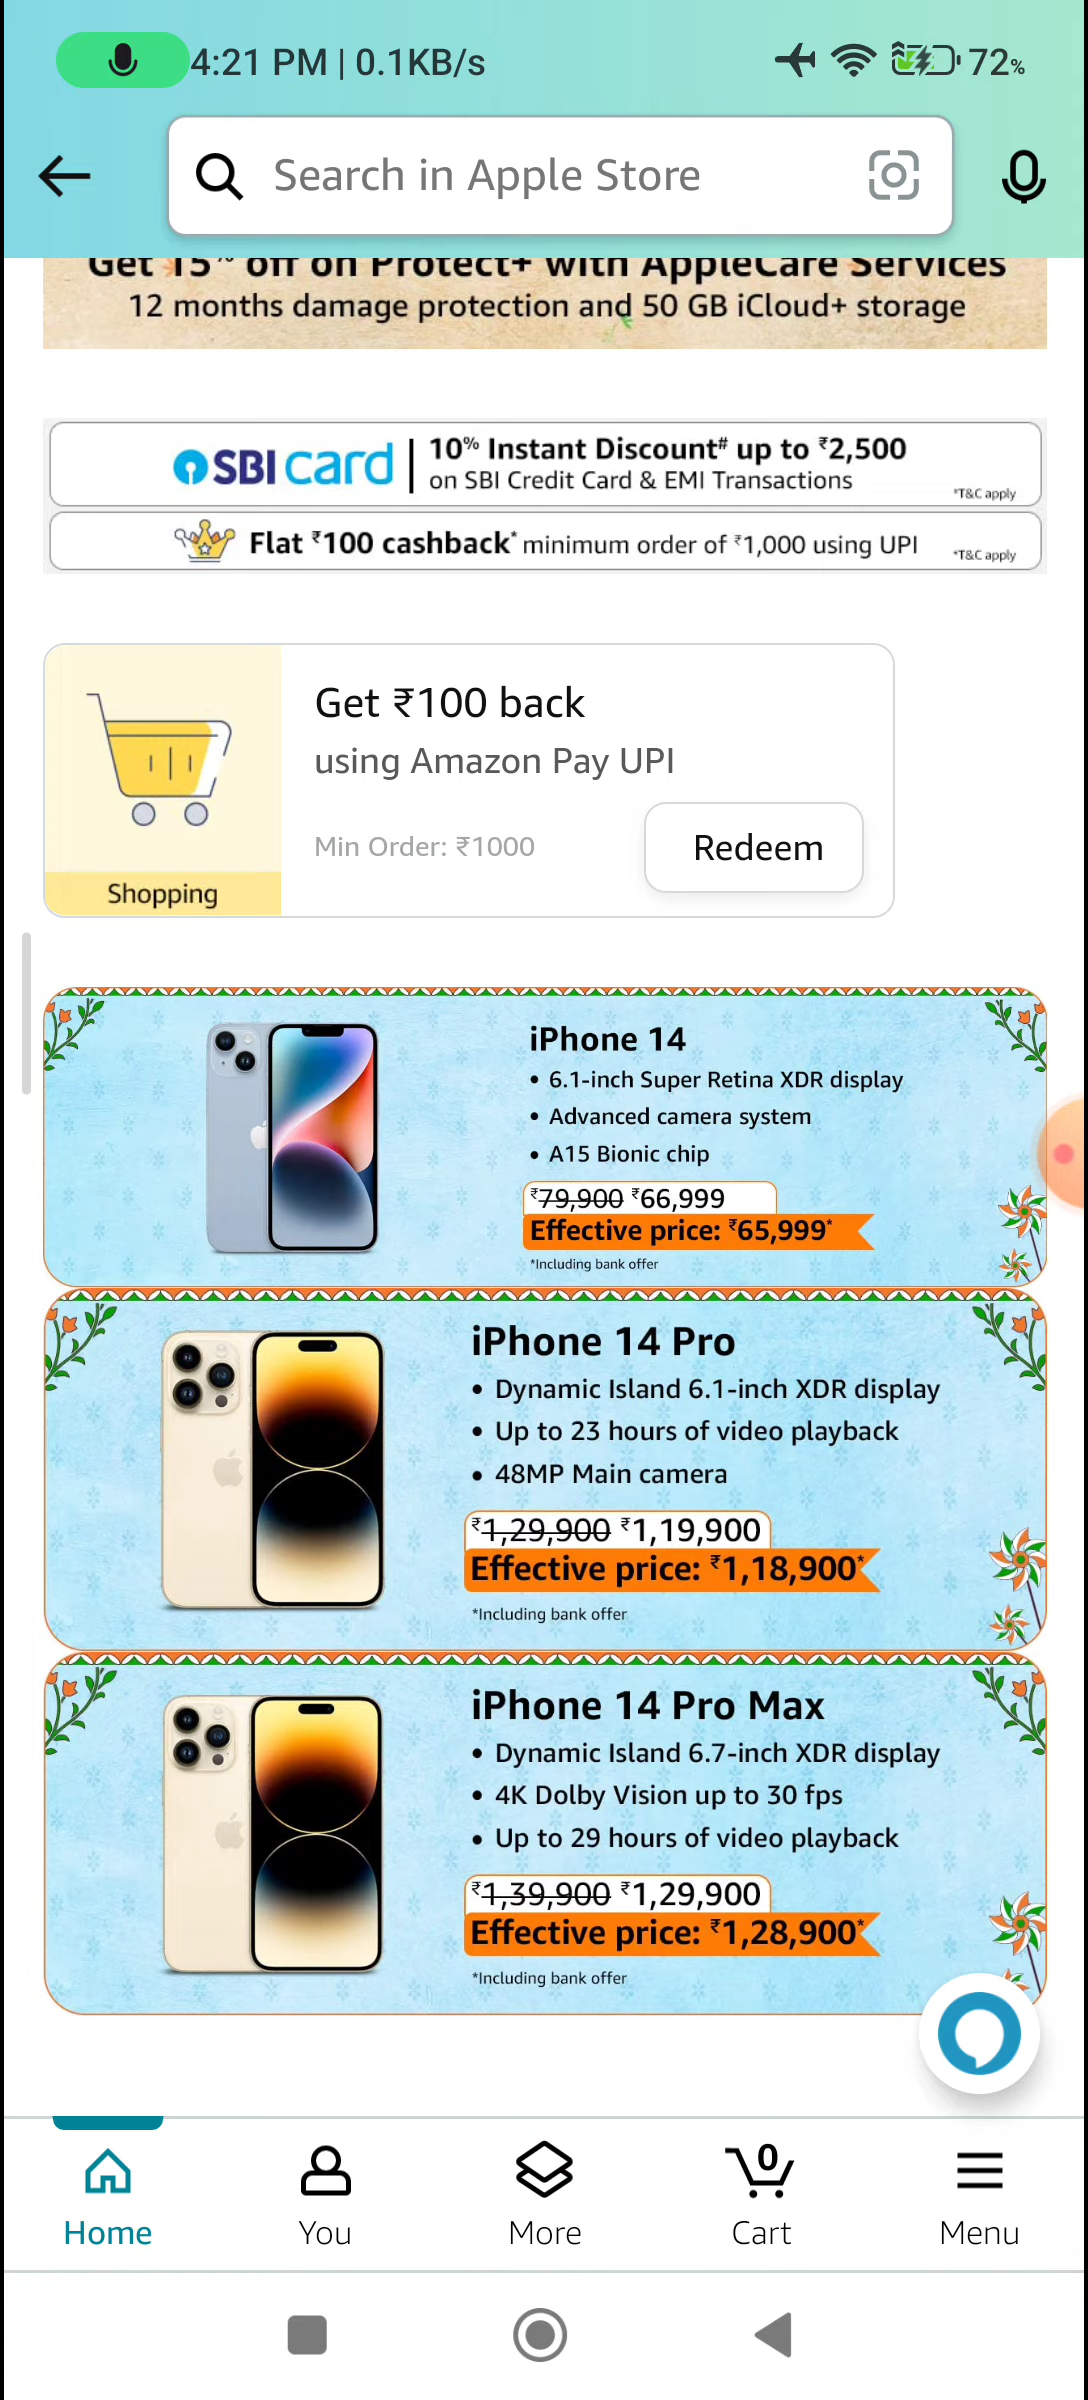 4:21 PM | 0.1KB/s
72%
Search in Apple Store
Get 15% off on Protect+ with AppleCare Services
12 months damage protection and 50 GB iCloud+ storage
SBI card
10% Instant Discount# up to ₹2,500
on SBI Credit Card & EMI Transactions
*T&C apply
Flat ₹100 cashback* minimum order of ₹1,000 using UPI
*T&C apply
Get ₹100 back
using Amazon Pay UPI
Min Order: ₹1000
Redeem
Shopping
iPhone 14
• 6.1-inch Super Retina XDR display
• Advanced camera system
• A15 Bionic chip
₹79,900 ₹66,999
Effective price: ₹65,999*
*Including bank offer
iPhone 14 Pro
• Dynamic Island 6.1-inch XDR display
• Up to 23 hours of video playback
• 48MP Main camera
₹1,29,900 ₹1,19,900
Effective price: ₹1,18,900*
*Including bank offer
iPhone 14 Pro Max
• Dynamic Island 6.7-inch XDR display
• 4K Dolby Vision up to 30 fps
• Up to 29 hours of video playback
₹1,39,900 ₹1,29,900
Effective price: ₹1,28,900*
*Including bank offer
0
Home
You
More
Cart
Menu